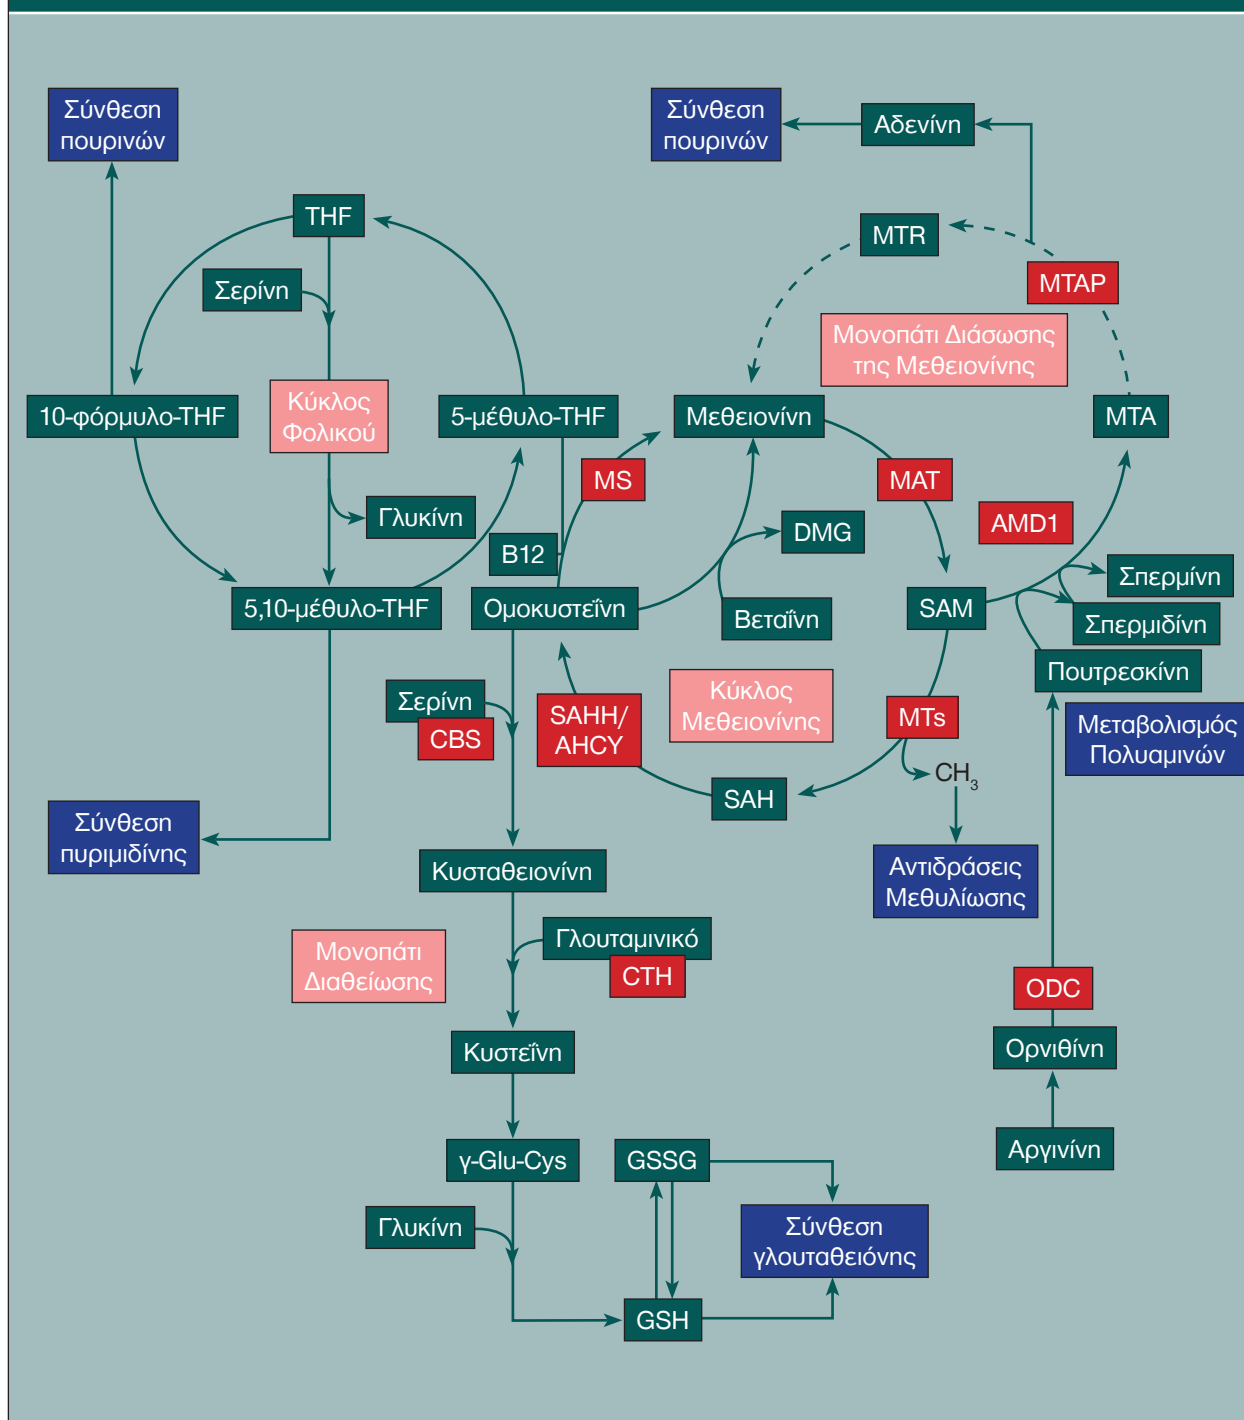 Σύνθεση
πουρινών
Σύνθεση
πουρινών
Αδενίνη
THF
MTR
Σερίνη
MTAP
Μονοπάτι Διάσωσης
της Μεθειονίνης
10-φόρμυλο-THF
Κύκλος
Φολικού
5-μέθυλο-THF
Μεθειονίνη
MTA
MS
MAT
Γλυκίνη
DMG
AMD1
B12
Σπερμίνη
5,10-μέθυλο-THF
Ομοκυστεΐνη
Βεταΐνη
SAM
Σπερμιδίνη
Πουτρεσκίνη
Σερίνη
CBS
SAHH/
AHCY
Κύκλος
Μεθειονίνης
MTs
Μεταβολισμός
Πολυαμινών
CH3
SAH
Σύνθεση
πυριμιδίνης
Κυσταθειονίνη
Αντιδράσεις
Μεθυλίωσης
Μονοπάτι
Διαθείωσης
Γλουταμινικό
CTH
ODC
Κυστεΐνη
Ορνιθίνη
γ-Glu-Cys
GSSG
Αργινίνη
Γλυκίνη
Σύνθεση
γλουταθειόνης
GSH